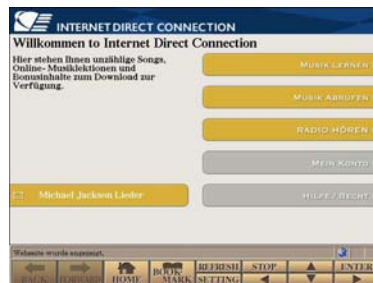 INTERNET DIRECT CONNECTION
Willkommen to Internet Direct Connection
Hier stehen Ihnen unzählige Songs,
Online- Musiklektionen und
Bonusinhalte zum Download zur
Verfügung.
MUSIK LERNEN
MUSIK ABRUFEN
RADIO HÖREN
MEIN KONTO
HILFE / RECHT
Michael Jackson Lieder
Webseite wurde angezeigt.
BACK FORWARD HOME BOOK MARK REFRESH STOP ENTER
SETTING